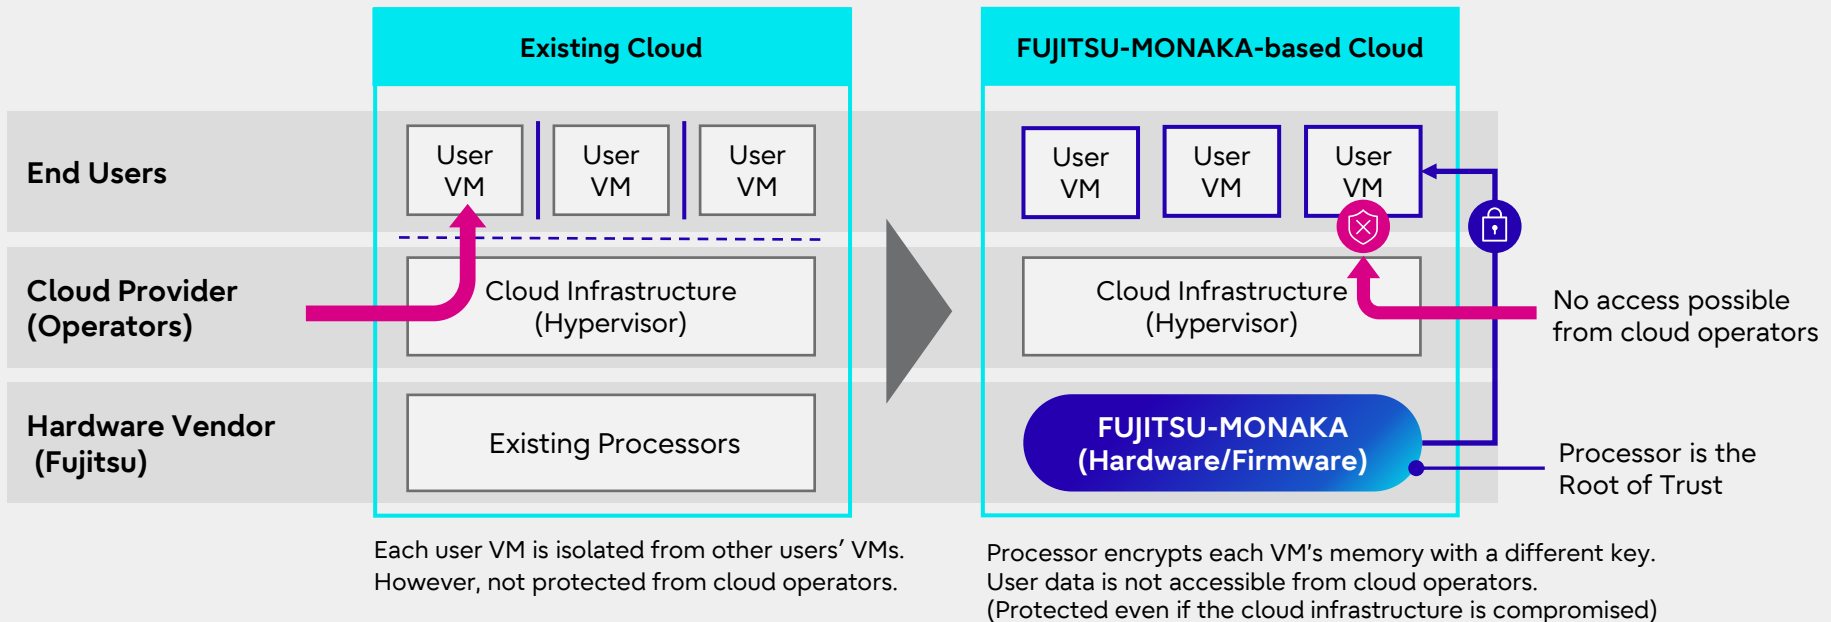 Existing Cloud
FUJITSU-MONAKA-based Cloud
End Users
User
VM
User
VM
User
VM
User
VM
User
VM
User
VM
Cloud Provider
(Operators)
Cloud Infrastructure
(Hypervisor)
Cloud Infrastructure
(Hypervisor)
No access possible
from cloud operators
Hardware Vendor
(Fujitsu)
Existing Processors
FUJITSU-MONAKA
(Hardware/Firmware)
Processor is the
Root of Trust
Each user VM is isolated from other users’ VMs.
However, not protected from cloud operators.
Processor encrypts each VM’s memory with a different key.
User data is not accessible from cloud operators.
(Protected even if the cloud infrastructure is compromised)